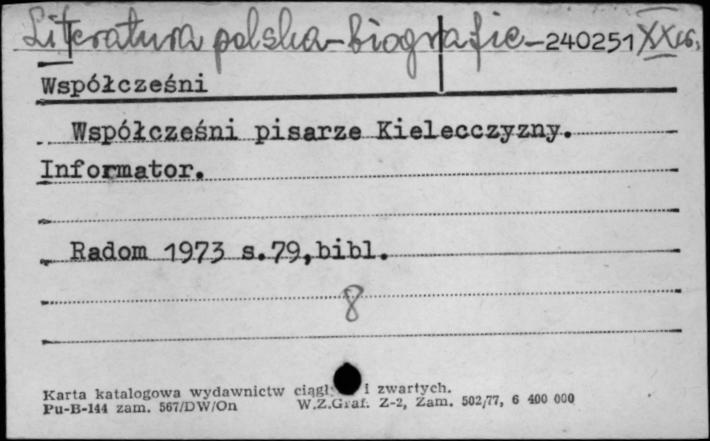 Literatura polska-biografie-240251 XXw.
Współcześni
Współcześni pisarze Kielecczyzny.
Informator.
Radom 1973 s.79,bibl.
8
Karta katalogowa wydawnictw i zwartych.
Pu-B-144 zam. 567/DW/On W.Z.Graf. Z-2, Zam. 502/77, 6 400 000